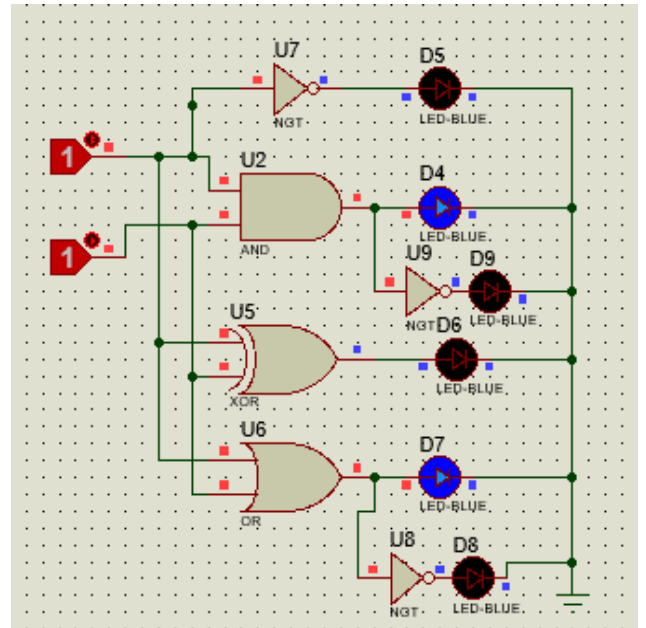 U7
D5
NGT
LED-BLUE
1
U2
D4
AND
LED-BLUE
1
U9
D9
NGT
LED-BLUE
U5
D6
XOR
LED-BLUE
U6
D7
OR
LED-BLUE
U8
D8
NGT
LED-BLUE